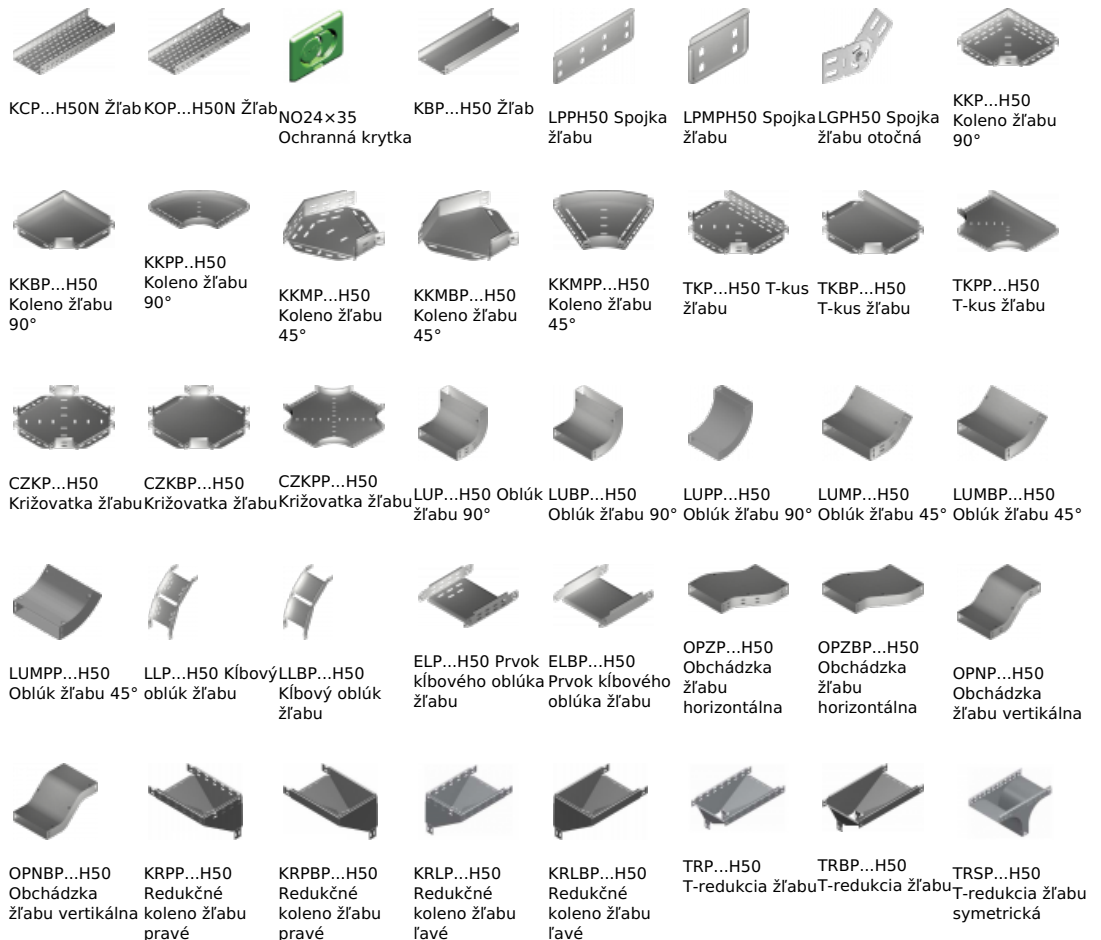 KCP...H50N Žľab
KOP...H50N Žľab
NO24×35
Ochranná krytka
KBP...H50 Žľab
LPPH50 Spojka
žľabu
LPMPH50 Spojka
žľabu
LGPH50 Spojka
žľabu otočná
KKP...H50
Koleno žľabu
90°
KKBP...H50
Koleno žľabu
90°
KKPP..H50
Koleno žľabu
90°
KKMP...H50
Koleno žľabu
45°
KKMBP...H50
Koleno žľabu
45°
KKMPP...H50
Koleno žľabu
45°
TKP...H50 T-kus
žľabu
TKBP...H50
T-kus žľabu
TKPP...H50
T-kus žľabu
CZKP...H50
Križovatka žľabu
CZKBP...H50
Križovatka žľabu
CZKPP...H50
Križovatka žľabu
LUP...H50 Oblúk
žľabu 90°
LUBP...H50
Oblúk žľabu 90°
LUPP...H50
Oblúk žľabu 90°
LUMP...H50
Oblúk žľabu 45°
LUMBP...H50
Oblúk žľabu 45°
LUMPP...H50
Oblúk žľabu 45°
LLP...H50 Kĺbový
oblúk žľabu
LLBP...H50
Kĺbový oblúk
žľabu
ELP...H50 Prvok
kĺbového oblúka
žľabu
ELBP...H50
Prvok kĺbového
oblúka žľabu
OPZP...H50
Obchádzka
žľabu
horizontálna
OPZBP...H50
Obchádzka
žľabu
horizontálna
OPNP...H50
Obchádzka
žľabu vertikálna
OPNBP...H50
Obchádzka
žľabu vertikálna
KRPP...H50
Redukčné
koleno žľabu
pravé
KRPBP...H50
Redukčné
koleno žľabu
pravé
KRLP...H50
Redukčné
koleno žľabu
ľavé
KRLBP...H50
Redukčné
koleno žľabu
ľavé
TRP...H50
T-redukcia žľabu
TRBP...H50
T-redukcia žľabu
TRSP...H50
T-redukcia žľabu
symetrická